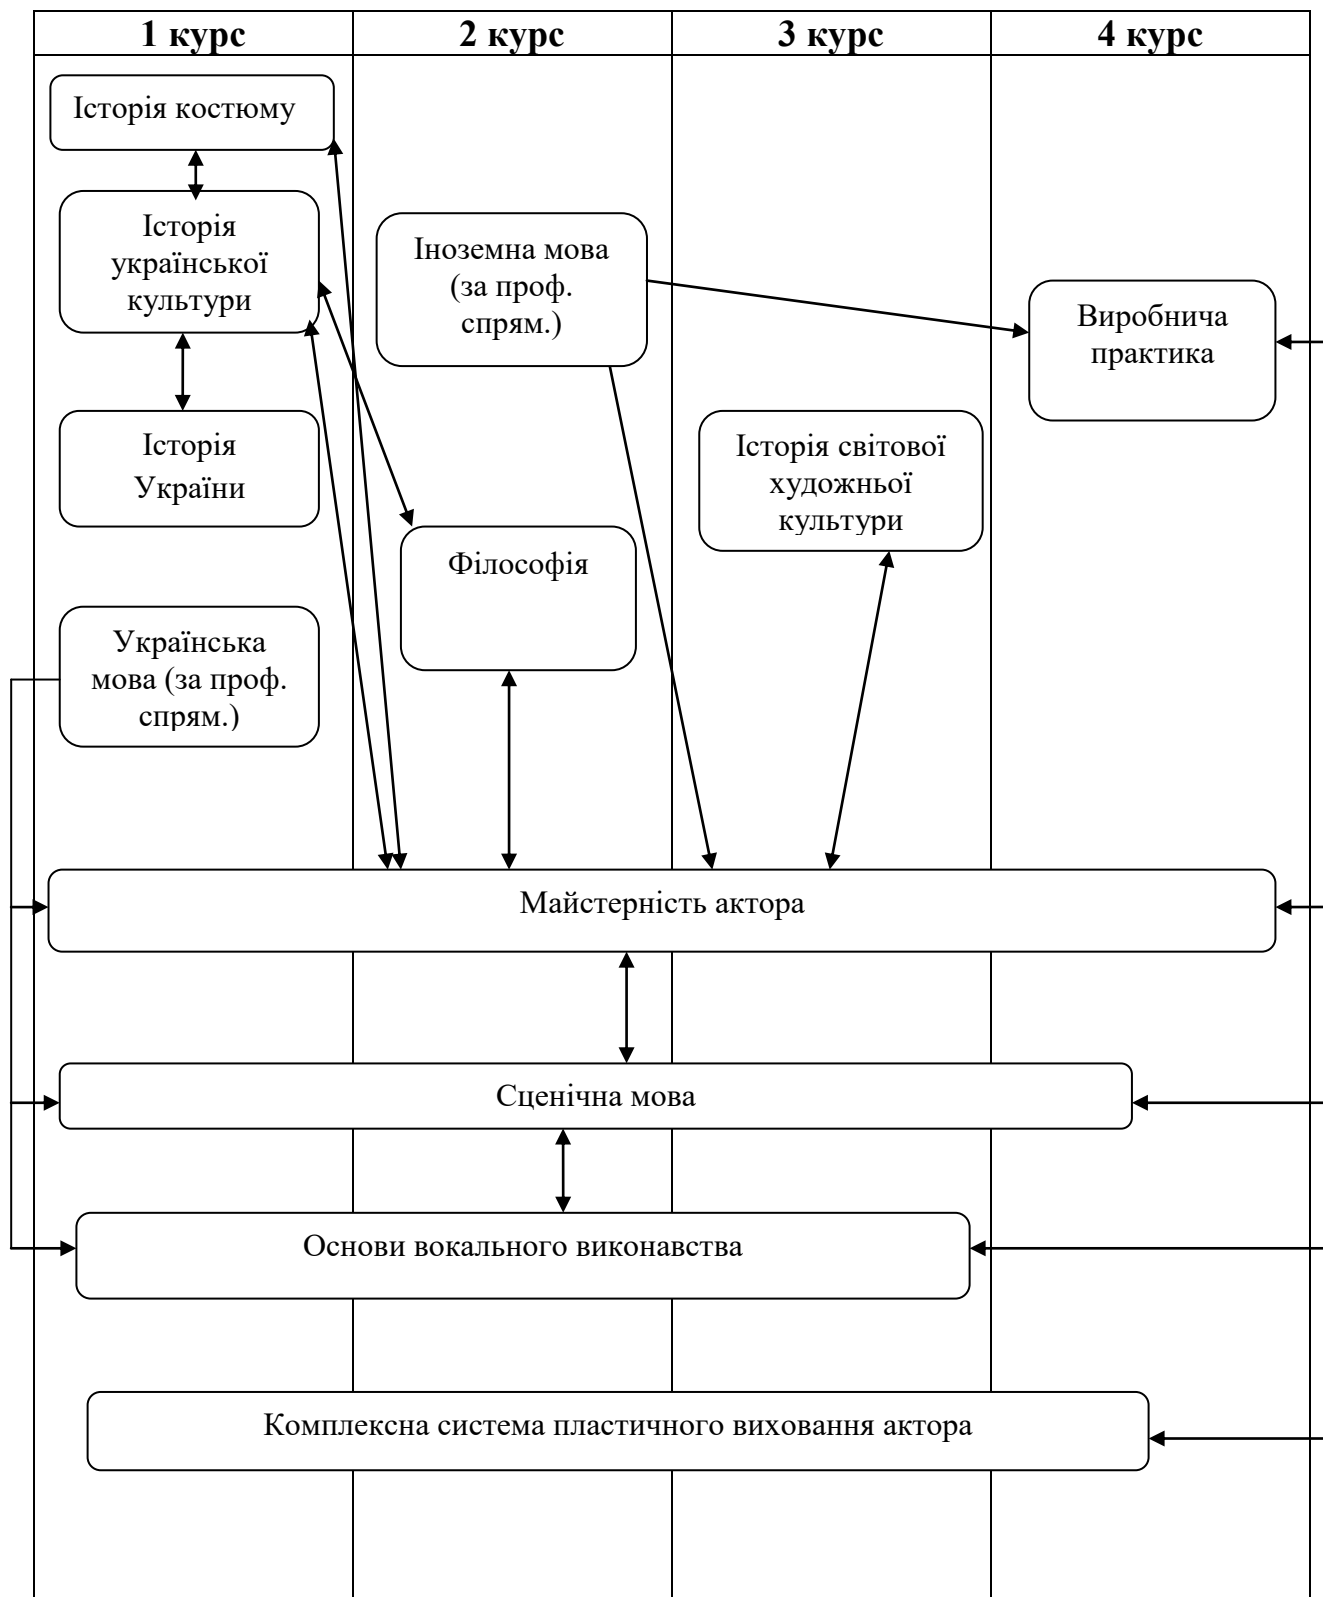 1 курс
2 курс
3 курс
4 курс
Історія костюму
Історія
української
культури
Іноземна мова
(за проф.
спрям.)
Виробнича
практика
Історія
України
Історія світової
художньої
культури
Філософія
Українська
мова (за проф.
спрям.)
Майстерність актора
Сценічна мова
Основи вокального виконавства
Комплексна система пластичного виховання актора